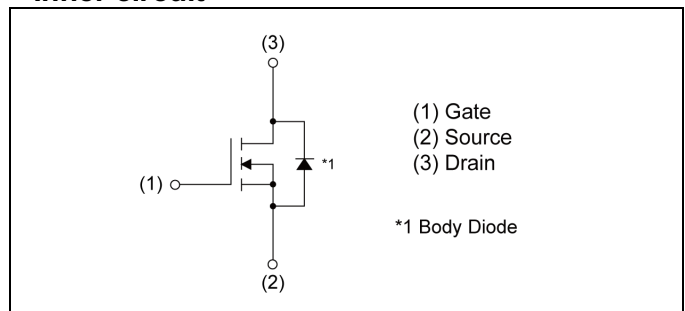 (3)
(1) Gate
(2) Source
(3) Drain
*1
(1)
*1 Body Diode
(2)